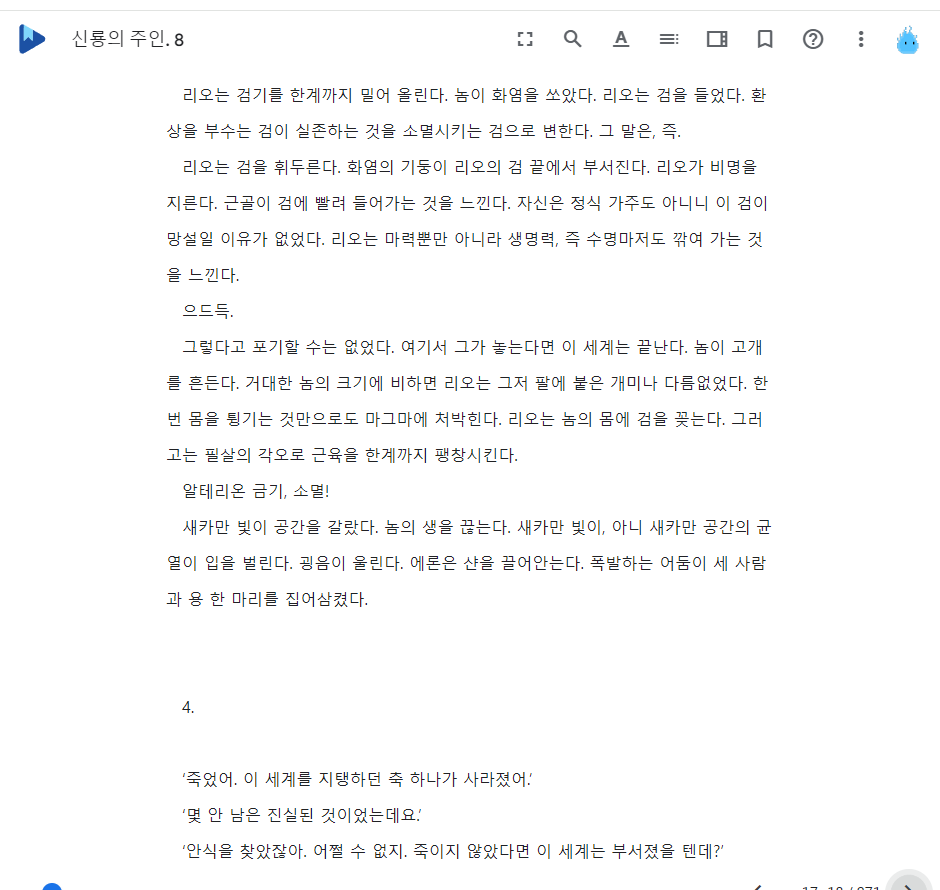 신룡의 주인. 8
리오는 검기를 한계까지 밀어 올린다. 놈이 화염을 쏘았다. 리오는 검을 들었다. 환
상을 부수는 검이 실존하는 것을 소멸시키는 검으로 변한다. 그 말은, 즉.
리오는 검을 휘두른다. 화염의 기둥이 리오의 검 끝에서 부서진다. 리오가 비명을
지른다. 근골이 검에 빨려 들어가는 것을 느낀다. 자신은 정식 가주도 아니니 이 검이
망설일 이유가 없었다. 리오는 마력뿐만 아니라 생명력, 즉 수명마저도 깎여 가는 것
을 느낀다.
으드득.
그렇다고 포기할 수는 없었다. 여기서 그가 놓는다면 이 세계는 끝난다. 놈이 고개
를 흔든다. 거대한 놈의 크기에 비하면 리오는 그저 팔에 붙은 개미나 다름없었다. 한
번 몸을 튕기는 것만으로도 마그마에 처박힌다. 리오는 놈의 몸에 검을 꽂는다. 그러
고는 필살의 각오로 근육을 한계까지 팽창시킨다.
알테리온 금기, 소멸!
새카만 빛이 공간을 갈랐다. 놈의 생을 끊는다. 새카만 빛이, 아니 새카만 공간의 균
열이 입을 벌린다. 굉음이 울린다. 에론은 샨을 끌어안는다. 폭발하는 어둠이 세 사람
과 용 한 마리를 집어삼켰다.
4.
‘죽었어. 이 세계를 지탱하던 축 하나가 사라졌어.’
‘몇 안 남은 진실된 것이었는데요.’
‘안식을 찾았잖아. 어쩔 수 없지. 죽이지 않았다면 이 세계는 부서졌을 텐데?’